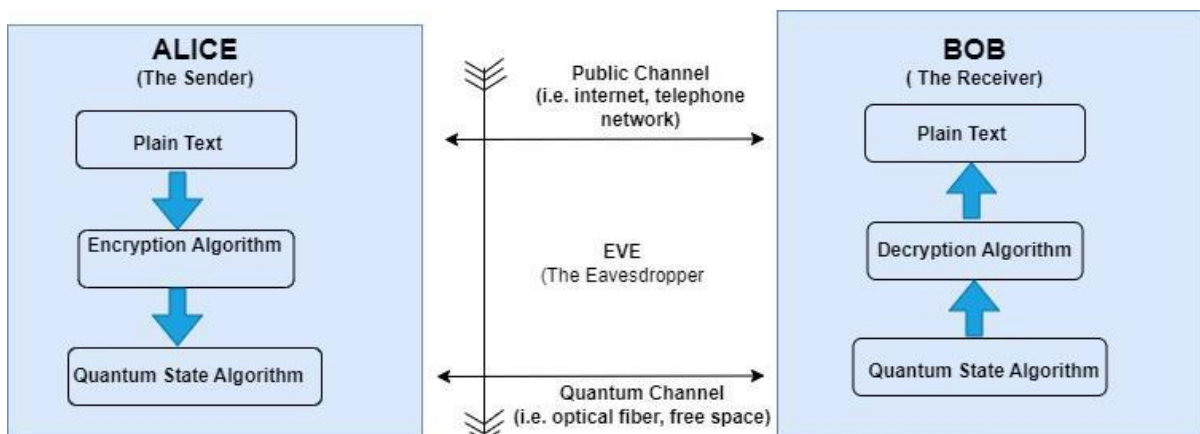 ALICE
(The Sender)
Plain Text
Encryption Algorithm
Quantum State Algorithm
Public Channel
(i.e. internet, telephone
network)
EVE
(The Eavesdropper
Quantum Channel
(i.e. optical fiber, free space)
BOB
( The Receiver)
Plain Text
Decryption Algorithm
Quantum State Algorithm